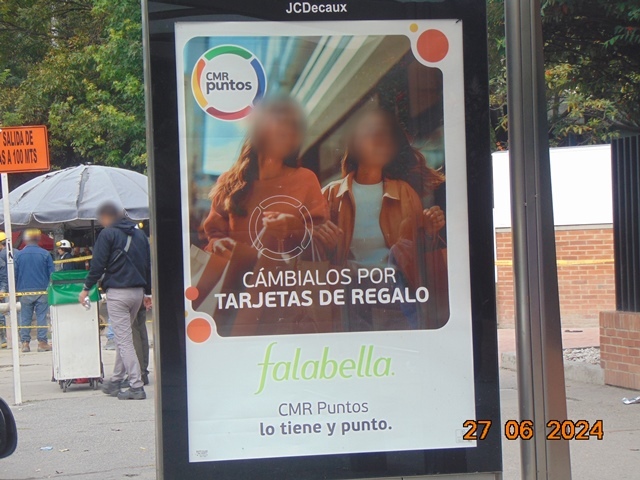 JCDecaux
CMR
puntos
SALIDA DE
A 100 MTS
CÁMBIALOS POR
TARJETAS DE REGALO
falabella.
CMR Puntos
lo tiene y punto.
27 06 2024